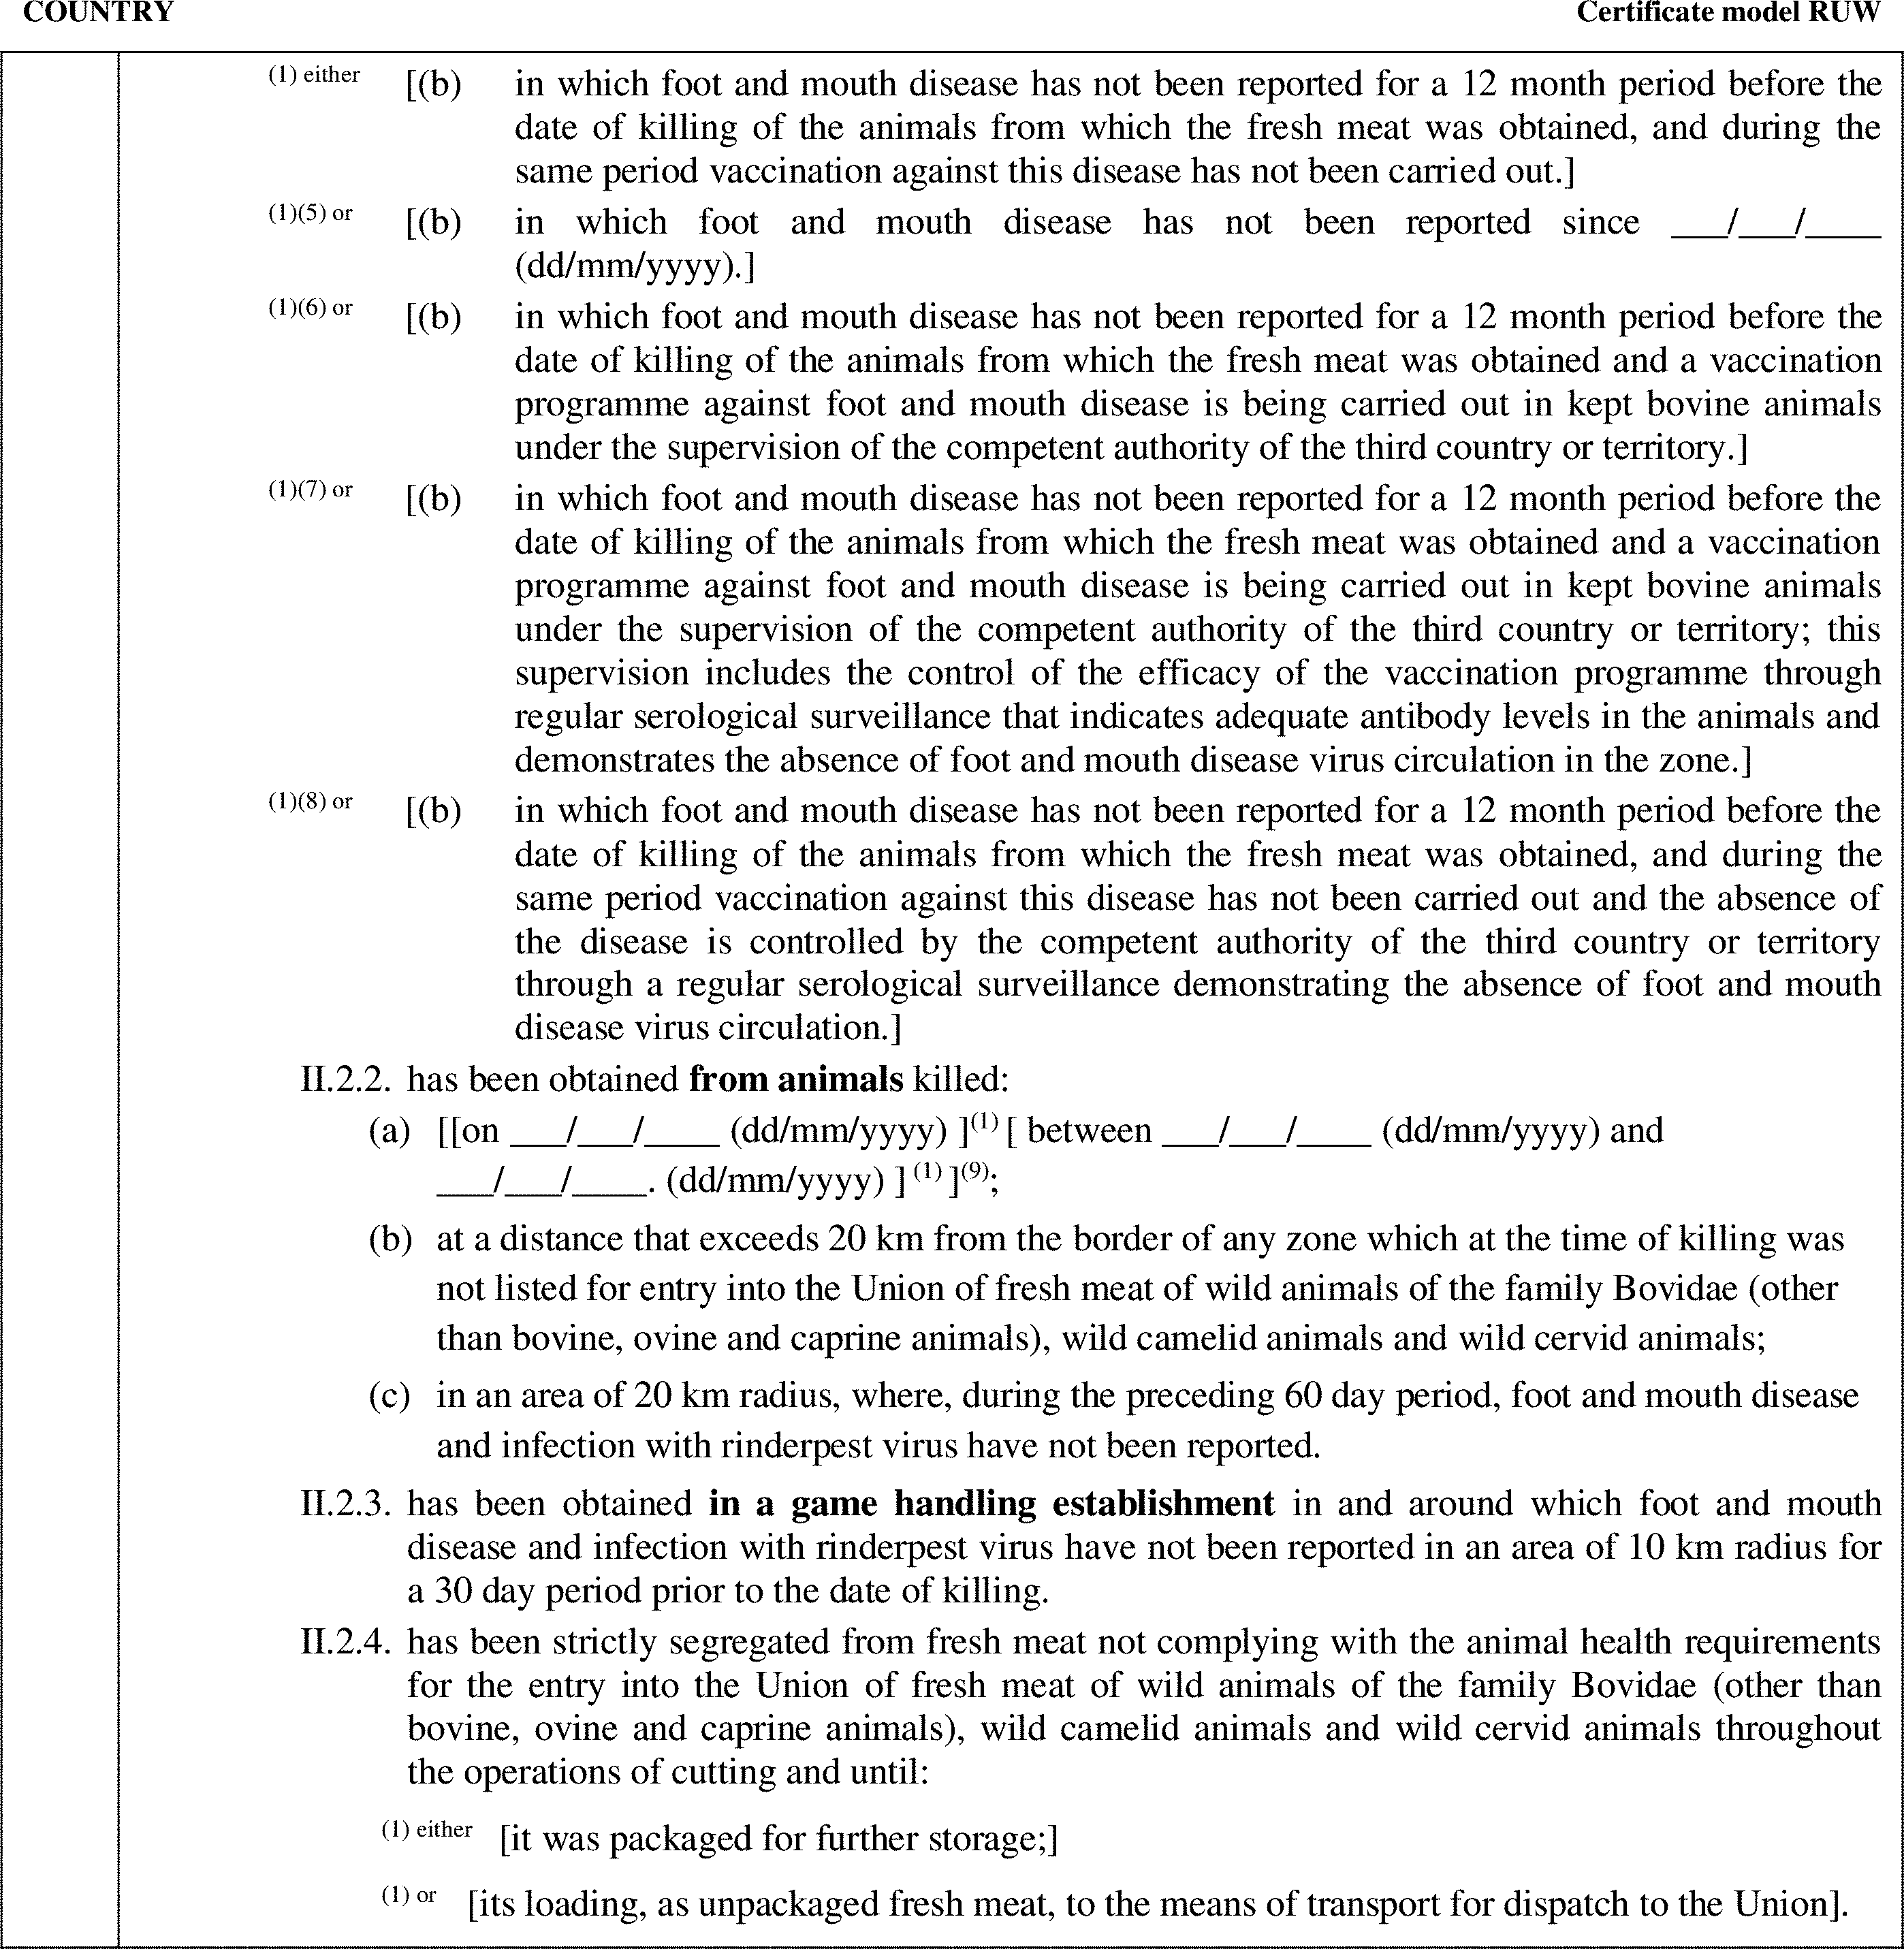 COUNTRY Certificate model RUW
(1) either [(b) in which foot and mouth disease has not been reported for a 12 month period before the
date of killing of the animals from which the fresh meat was obtained, and during the
same period vaccination against this disease has not been carried out.]
(1)(5) or [(b) in which foot and mouth disease has not been reported since ___/___/____
(dd/mm/yyyy).]
(1)(6) or [(b) in which foot and mouth disease has not been reported for a 12 month period before the
date of killing of the animals from which the fresh meat was obtained and a vaccination
programme against foot and mouth disease is being carried out in kept bovine animals
under the supervision of the competent authority of the third country or territory.]
(1)(7) or [(b) in which foot and mouth disease has not been reported for a 12 month period before the
date of killing of the animals from which the fresh meat was obtained and a vaccination
programme against foot and mouth disease is being carried out in kept bovine animals
under the supervision of the competent authority of the third country or territory; this
supervision includes the control of the efficacy of the vaccination programme through
regular serological surveillance that indicates adequate antibody levels in the animals and
demonstrates the absence of foot and mouth disease virus circulation in the zone.]
(1)(8) or [(b) in which foot and mouth disease has not been reported for a 12 month period before the
date of killing of the animals from which the fresh meat was obtained, and during the
same period vaccination against this disease has not been carried out and the absence of
the disease is controlled by the competent authority of the third country or territory
through a regular serological surveillance demonstrating the absence of foot and mouth
disease virus circulation.]
II.2.2. has been obtained from animals killed:
(a) [[on ___/___/____ (dd/mm/yyyy) ](1) [ between ___/___/____ (dd/mm/yyyy) and
___/___/____. (dd/mm/yyyy) ] (1) ](9);
(b) at a distance that exceeds 20 km from the border of any zone which at the time of killing was
not listed for entry into the Union of fresh meat of wild animals of the family Bovidae (other
than bovine, ovine and caprine animals), wild camelid animals and wild cervid animals;
(c) in an area of 20 km radius, where, during the preceding 60 day period, foot and mouth disease
and infection with rinderpest virus have not been reported.
II.2.3. has been obtained in a game handling establishment in and around which foot and mouth
disease and infection with rinderpest virus have not been reported in an area of 10 km radius for
a 30 day period prior to the date of killing.
II.2.4. has been strictly segregated from fresh meat not complying with the animal health requirements
for the entry into the Union of fresh meat of wild animals of the family Bovidae (other than
bovine, ovine and caprine animals), wild camelid animals and wild cervid animals throughout
the operations of cutting and until:
(1) either [it was packaged for further storage;]
(1) or [its loading, as unpackaged fresh meat, to the means of transport for dispatch to the Union].